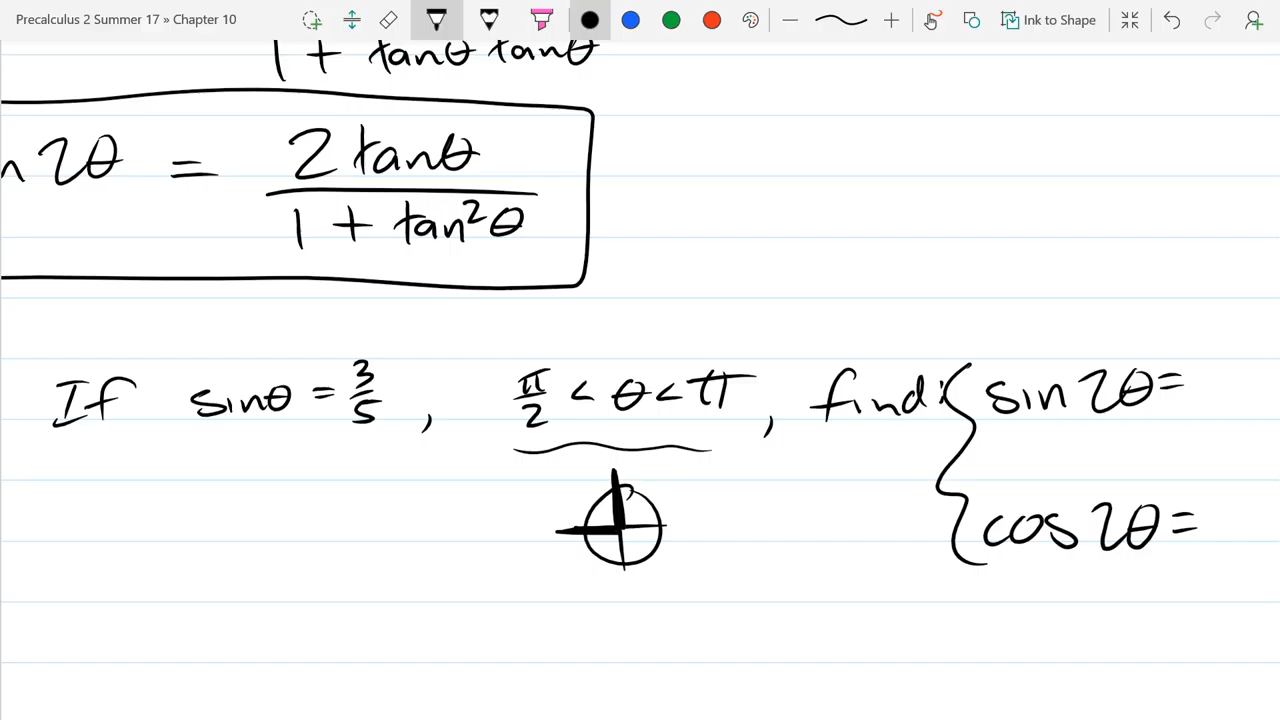 Precalculus 2 Summer 17 » Chapter 10
Ink to Shape
1 + tanθ tanθ
n 2θ = 2 tanθ / 1 + tan²θ
If sinθ = 3/5, π/2 < θ < π, find: { sin 2θ =
cos 2θ =